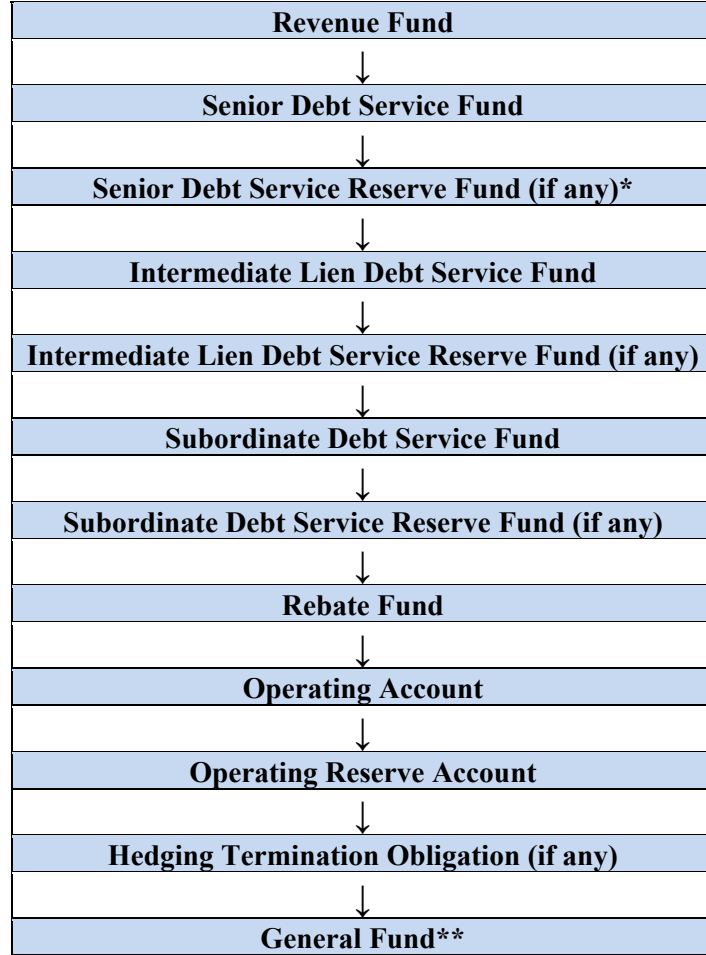 Revenue Fund
↓
Senior Debt Service Fund
↓
Senior Debt Service Reserve Fund (if any)*
↓
Intermediate Lien Debt Service Fund
↓
Intermediate Lien Debt Service Reserve Fund (if any)
↓
Subordinate Debt Service Fund
↓
Subordinate Debt Service Reserve Fund (if any)
↓
Rebate Fund
↓
Operating Account
↓
Operating Reserve Account
↓
Hedging Termination Obligation (if any)
↓
General Fund**